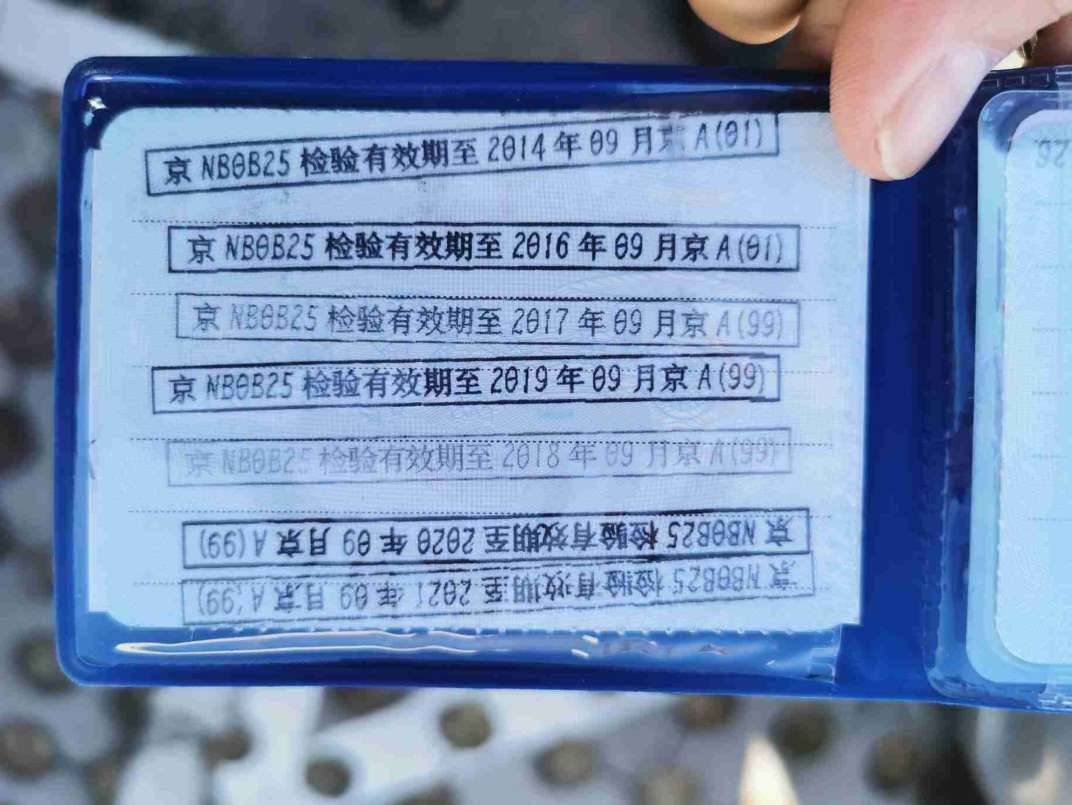 京 NB0B25 检验有效期至 2014 年 09 月京 A(01)
京 NB0B25 检验有效期至 2016 年 09 月京 A(01)
京 NB0B25 检验有效期至 2017 年 09 月京 A(99)
京 NB0B25 检验有效期至 2019 年 09 月京 A(99)
京 NB0B25 检验有效期至 2018 年 09 月京 A(99)
京 NB0B25 检验有效期至 2020 年 09 月京 A(99)
京 NB0B25 检验有效期至 2021 年 09 月京 A(99)